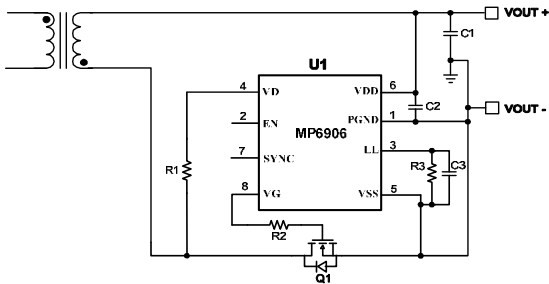 VOUT +
C1
U1
4 VD VDD 6
C2
2 EN PGND 1
VOUT -
MP6906
LL 3
7 SYNC
R1 R3 C3
8 VG VSS 5
R2
Q1